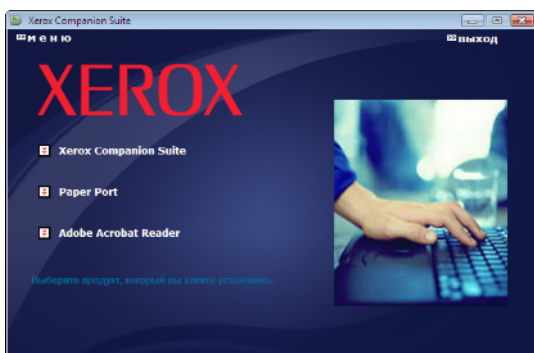 Xerox Companion Suite
меню
выход
XEROX
Xerox Companion Suite
Paper Port
Adobe Acrobat Reader
Выберите продукт, который вы хотите установить.